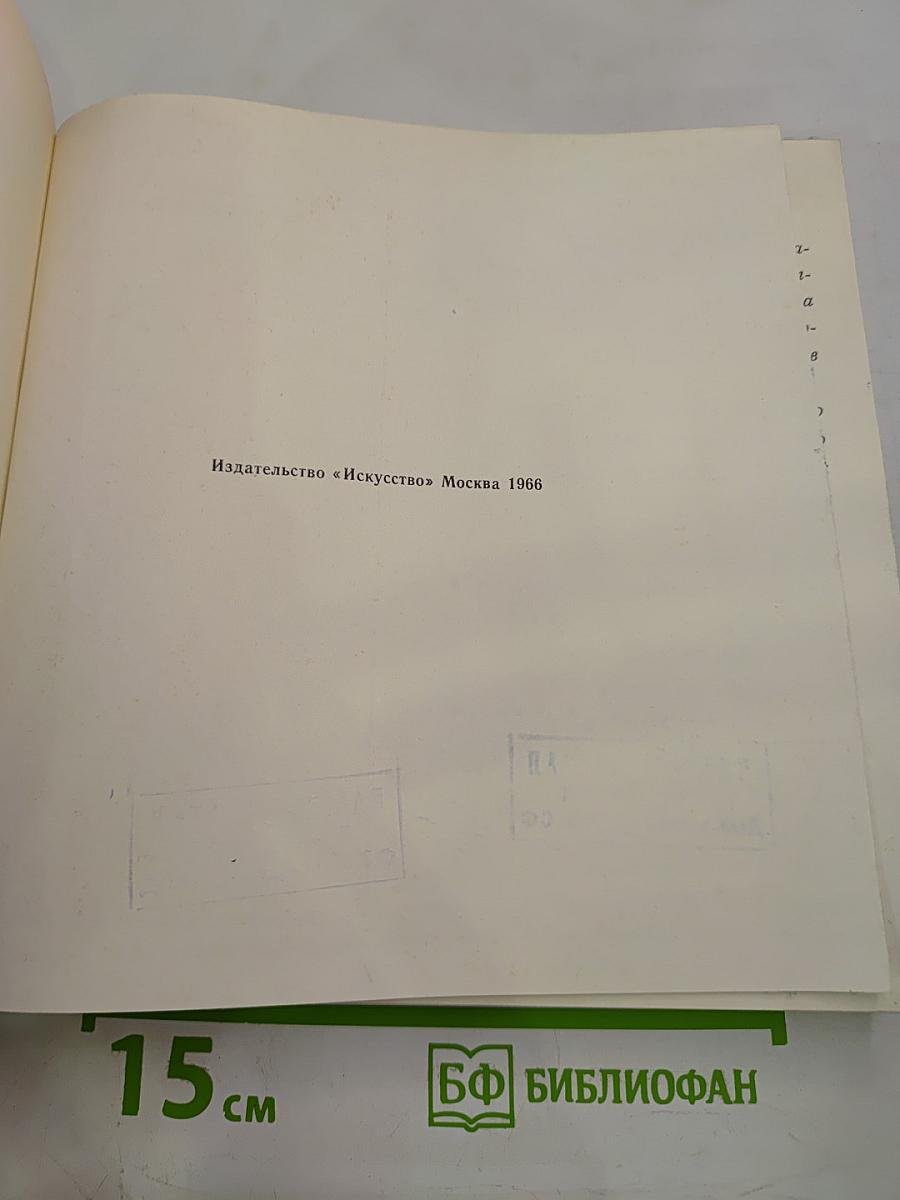 Издательство «Искусство» Москва 1966
г-
г-
а
в
15 см
БФ БИБЛИОФАН